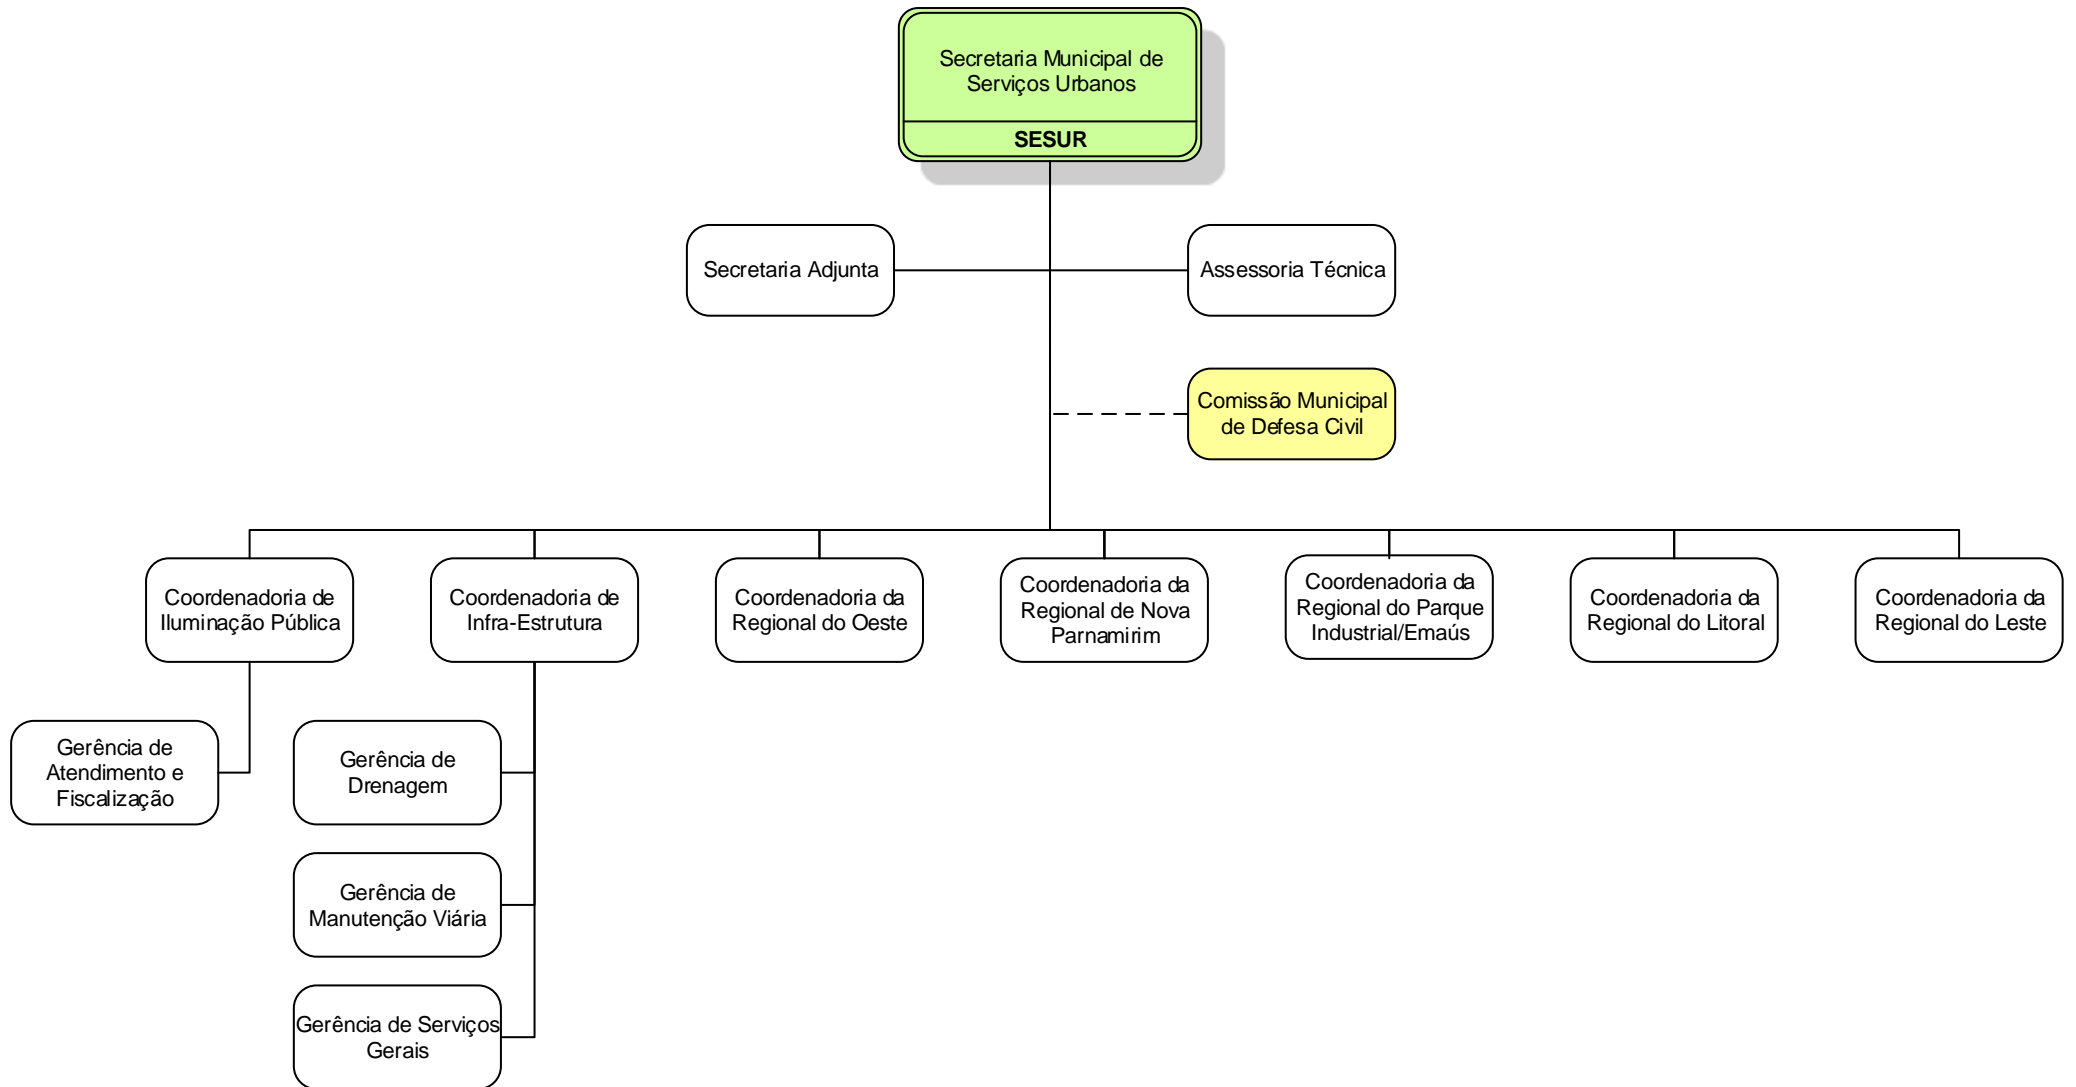 Secretaria Municipal de
Serviços Urbanos
SESUR
Secretaria Adjunta
Assessoria Técnica
Comissão Municipal
de Defesa Civil
Coordenadoria de
Iluminação Pública
Coordenadoria de
Infra-Estrutura
Coordenadoria da
Regional do Oeste
Coordenadoria da
Regional de Nova
Parnamirim
Coordenadoria da
Regional do Parque
Industrial/Emaús
Coordenadoria da
Regional do Litoral
Coordenadoria da
Regional do Leste
Gerência de
Atendimento e
Fiscalização
Gerência de
Drenagem
Gerência de
Manutenção Viária
Gerência de Serviços
Gerais